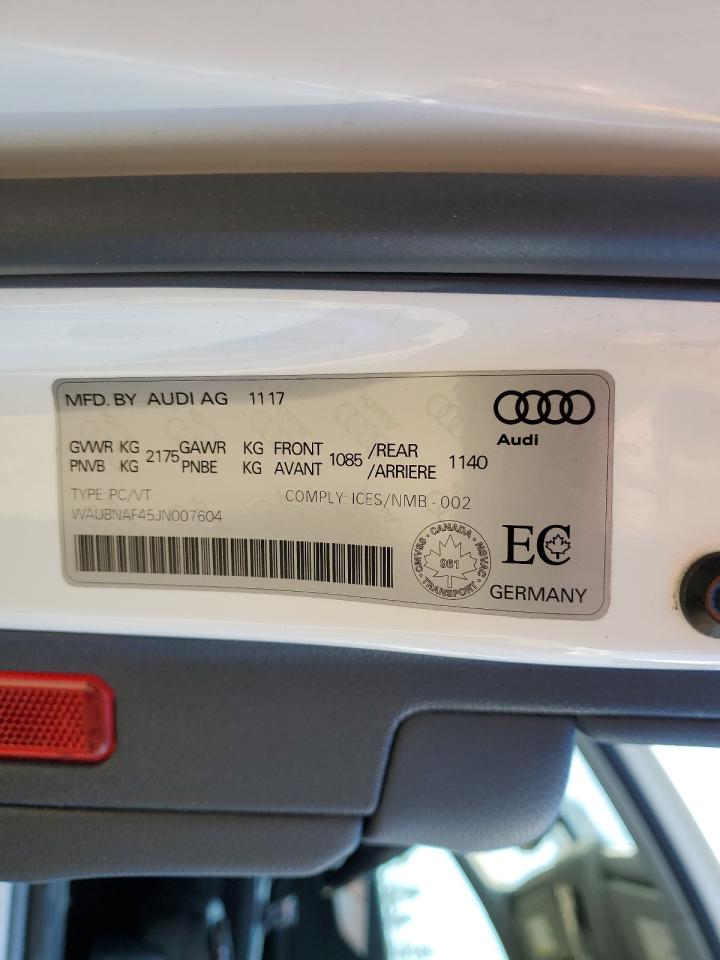 MFD. BY AUDI AG 1117
Audi
GVWR KG 2175 GAWR KG FRONT 1085 /REAR 1140
PNVB KG PNBE KG AVANT /ARRIERE
TYPE: PC/VT COMPLY: ICES/NMB - 002
WAUBNAF45JN007604
CMVSS · CANADA · NSVAC · TRANSPORT
961
EC
GERMANY